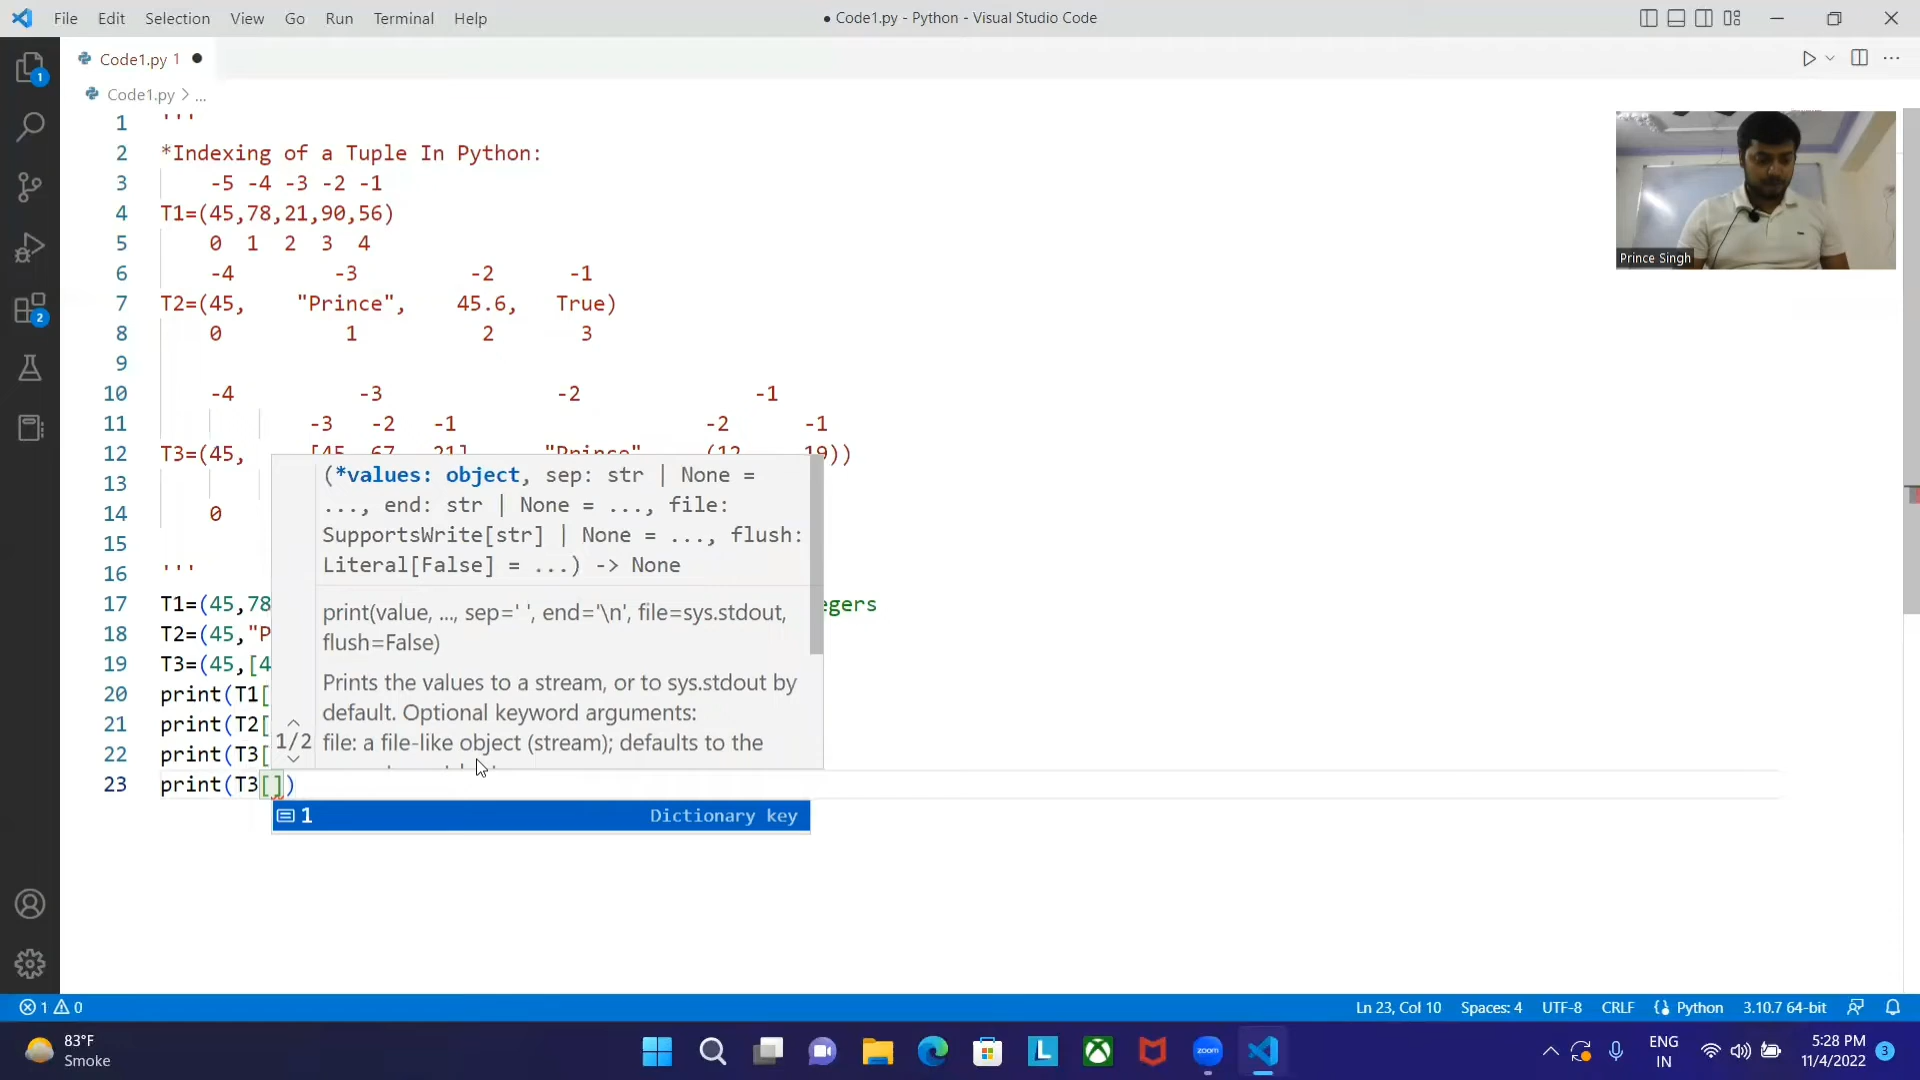 File Edit Selection View Go Run Terminal Help
● Code1.py - Python - Visual Studio Code
Code1.py 1 ●
Code1.py > ...
1 '''
2 *Indexing of a Tuple In Python:
3 -5 -4 -3 -2 -1
4 T1=(45,78,21,90,56)
5 0 1 2 3 4
6 -4 -3 -2 -1
7 T2=(45, "Prince", 45.6, True)
8 0 1 2 3
9
10 -4 -3 -2 -1
11 -3 -2 -1 -2 -1
12 T3=(45, [45 67 21] "Prince" (12 19))
13
14 0
15
16 '''
17 T1=(45,78 egers
18 T2=(45,"P
19 T3=(45,[4
20 print(T1[
21 print(T2[
22 print(T3[
23 print(T3[])
(*values: object, sep: str | None =
..., end: str | None = ..., file:
SupportsWrite[str] | None = ..., flush:
Literal[False] = ...) -> None
print(value, ..., sep=' ', end='\n', file=sys.stdout,
flush=False)
Prints the values to a stream, or to sys.stdout by
default. Optional keyword arguments:
1/2 file: a file-like object (stream); defaults to the
1 Dictionary key
Prince Singh
1
2
1 0
Ln 23, Col 10 Spaces: 4 UTF-8 CRLF Python 3.10.7 64-bit
83°F
Smoke
zoom
ENG
IN
5:28 PM
11/4/2022
3